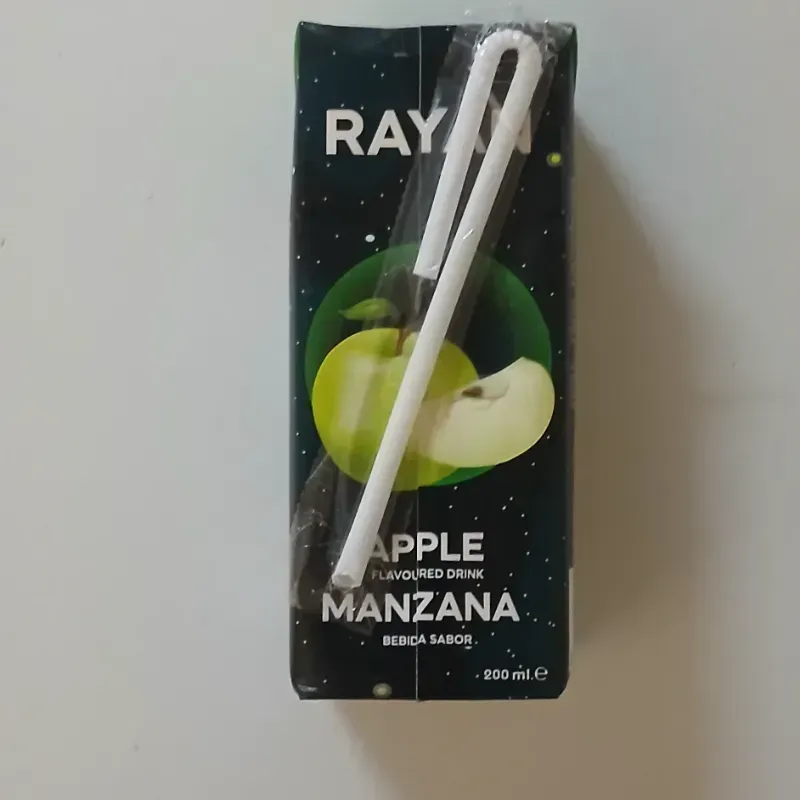 RAYAN
APPLE
FLAVOURED DRINK
MANZANA
BEBIDA SABOR
200 ml e